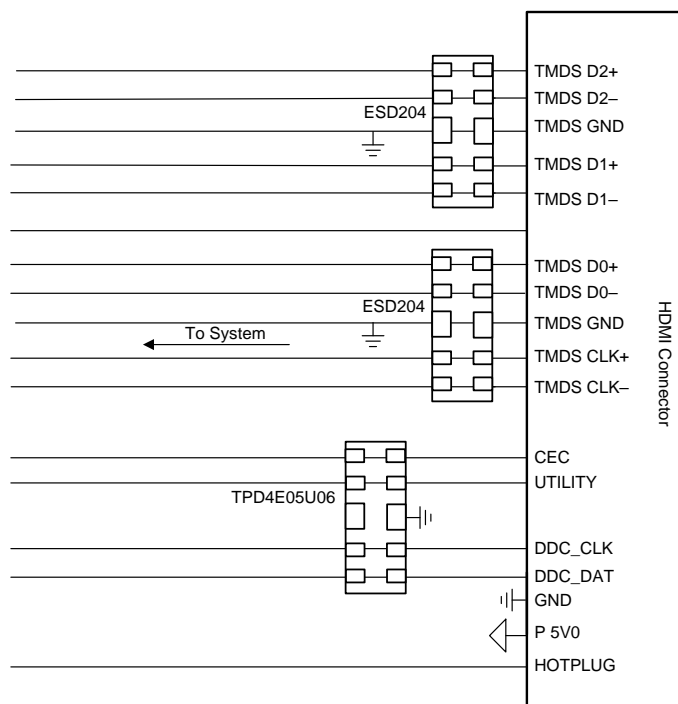 TMDS D2+
TMDS D2–
ESD204
TMDS GND
TMDS D1+
TMDS D1–
TMDS D0+
TMDS D0–
ESD204
TMDS GND
To System
TMDS CLK+
TMDS CLK–
HDMI Connector
CEC
UTILITY
TPD4E05U06
DDC_CLK
DDC_DAT
GND
P 5V0
HOTPLUG